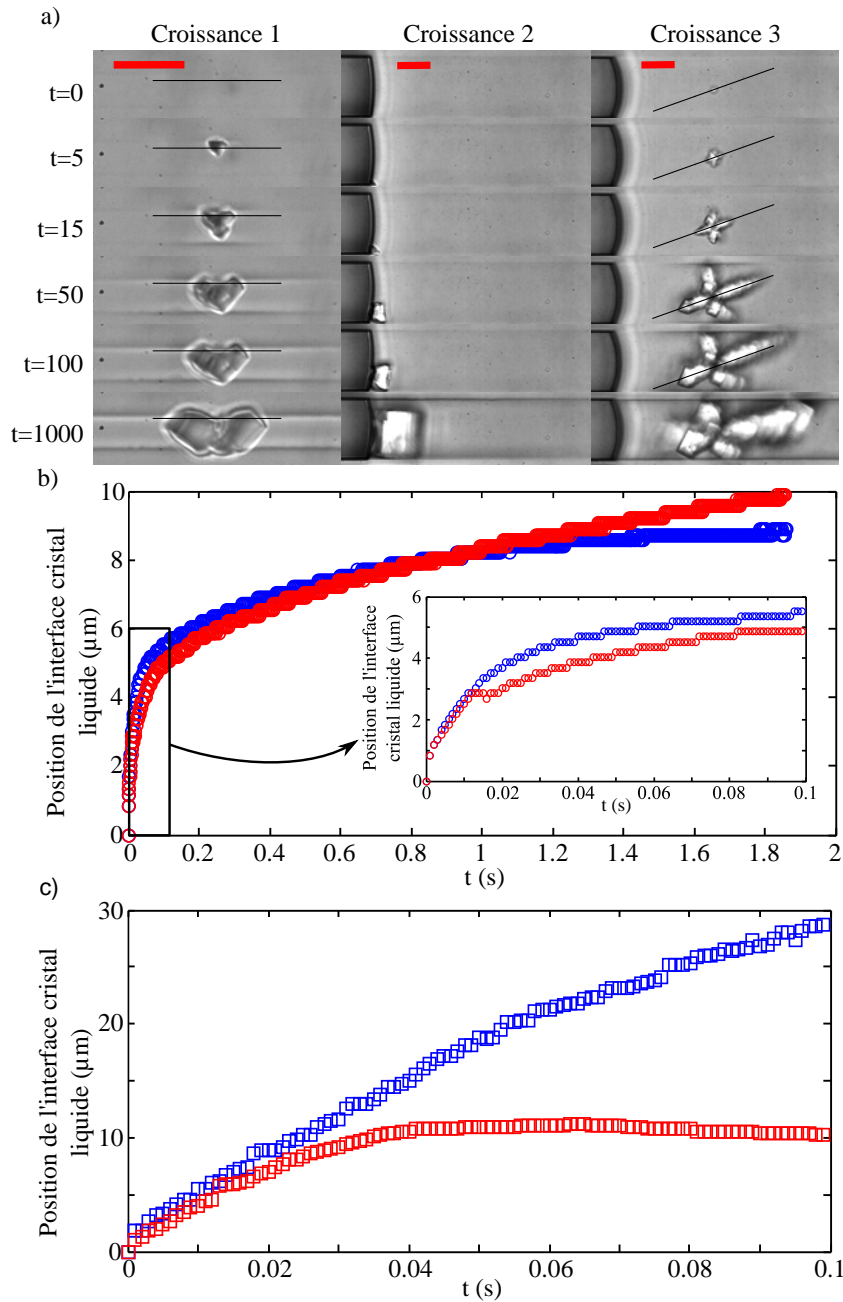 a)
Croissance 1 Croissance 2 Croissance 3
t=0
t=5
t=15
t=50
t=100
t=1000
b)
Position de l'interface cristal
liquide (µm)
10
8
6
4
2
0
0 0.2 0.4 0.6 0.8 1 1.2 1.4 1.6 1.8 2
t (s)
Position de l'interface
cristal liquide (µm)
6
4
2
0
0 0.02 0.04 0.06 0.08 0.1
t (s)
c)
Position de l'interface cristal
liquide (µm)
30
20
10
0
0 0.02 0.04 0.06 0.08 0.1
t (s)